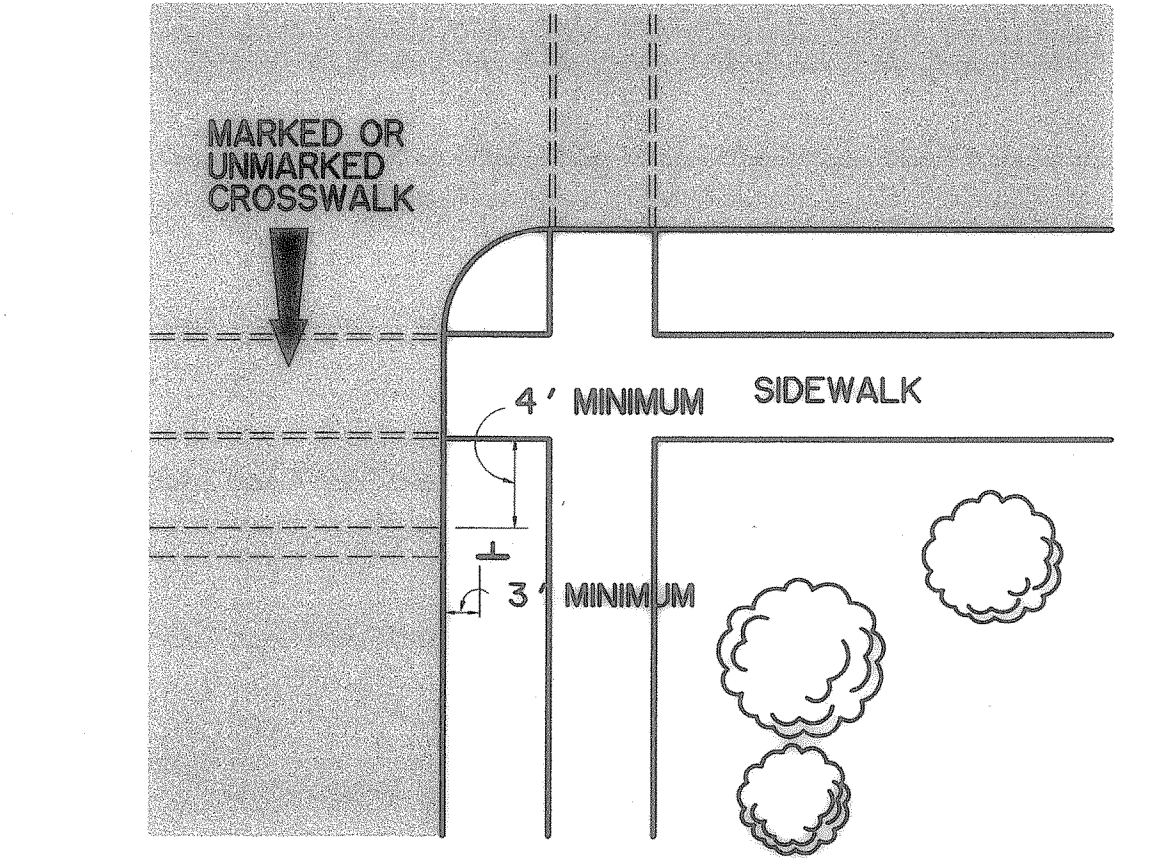 MARKED OR
UNMARKED
CROSSWALK
4' MINIMUM
SIDEWALK
3' MINIMUM